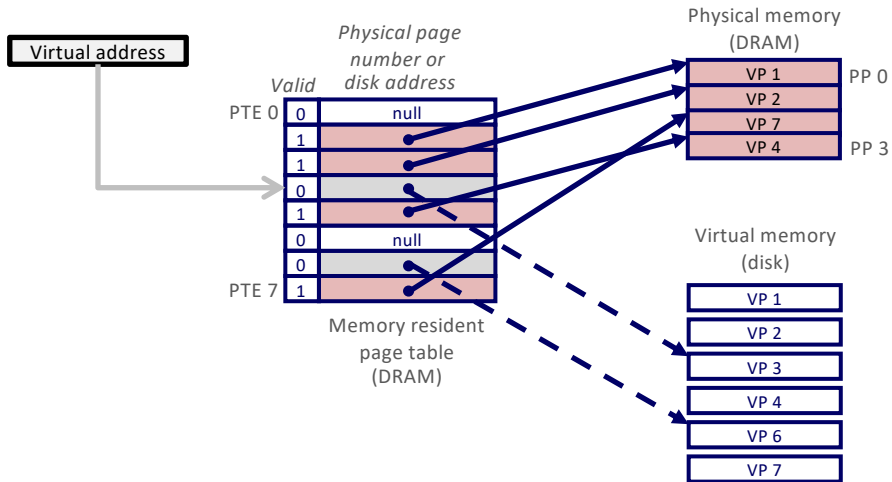 Virtual address
Physical page
number or
disk address
Valid
PTE 0
0
null
1
1
0
1
0
null
0
PTE 7
1
Memory resident
page table
(DRAM)
Physical memory
(DRAM)
VP 1
PP 0
VP 2
VP 7
VP 4
PP 3
Virtual memory
(disk)
VP 1
VP 2
VP 3
VP 4
VP 6
VP 7